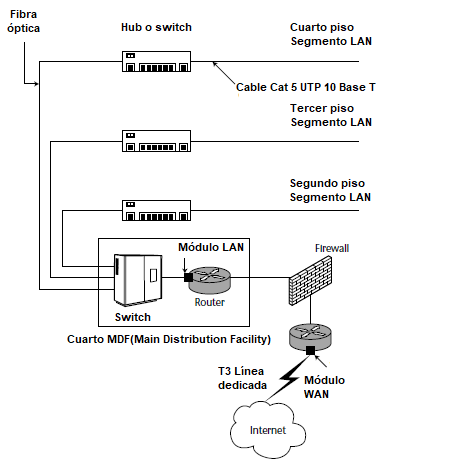 Fibra
óptica
Hub o switch
Cuarto piso
Segmento LAN
Cable Cat 5 UTP 10 Base T
Tercer piso
Segmento LAN
Segundo piso
Segmento LAN
Módulo LAN
Firewall
Router
Switch
Cuarto MDF(Main Distribution Facility)
T3 Línea
dedicada
Módulo
WAN
Internet